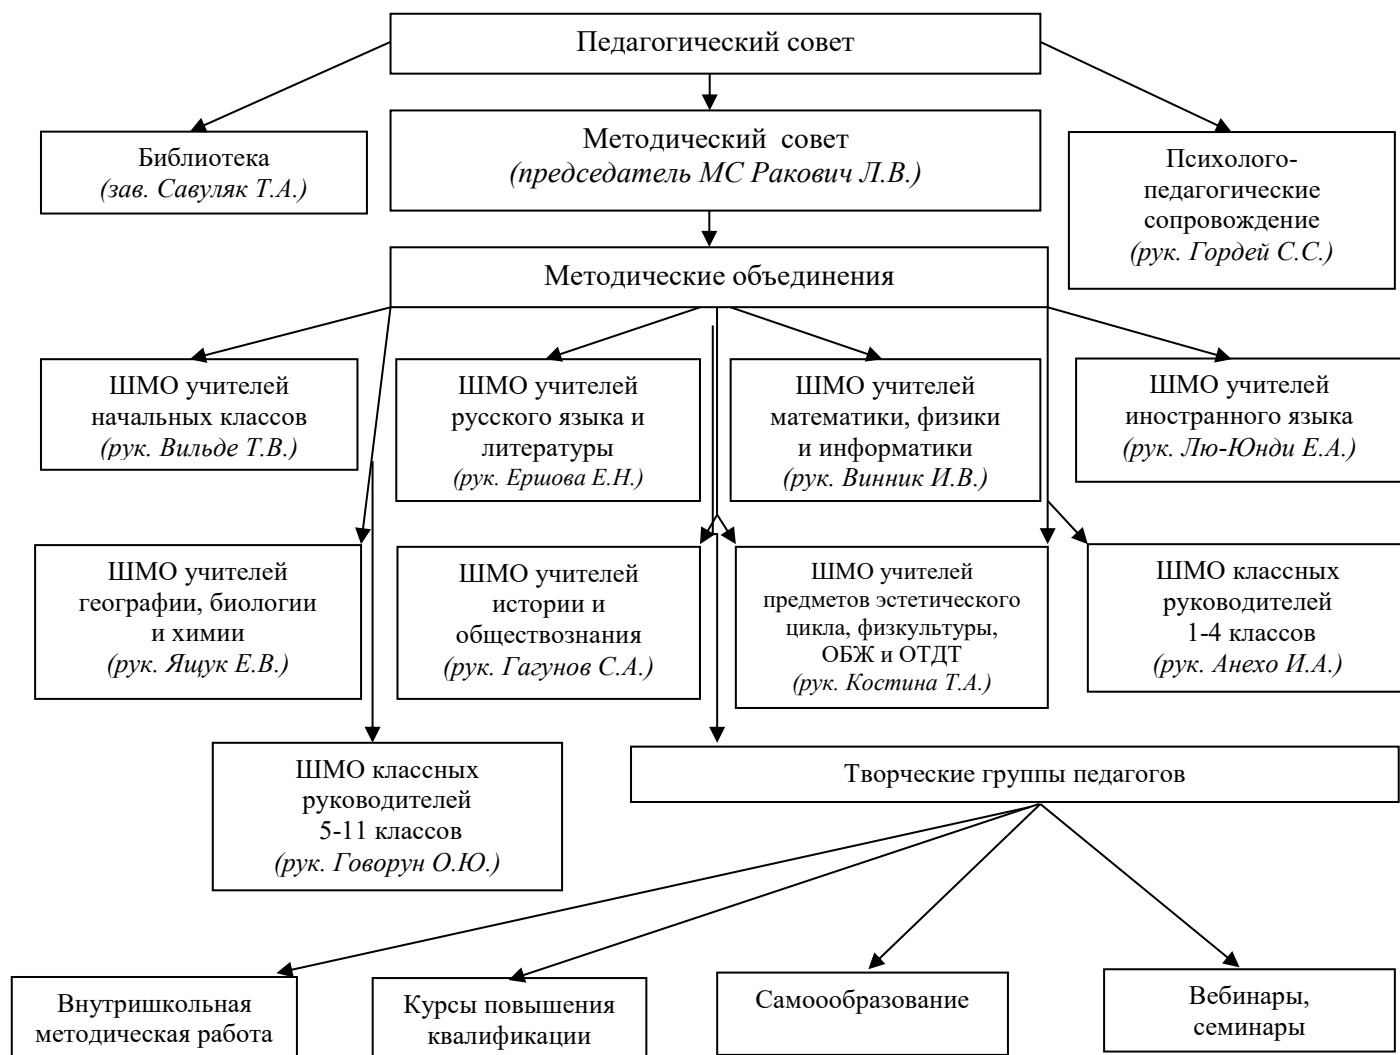 Педагогический совет
Библиотека
(зав. Савуляк Т.А.)
Методический совет
(председатель МС Ракович Л.В.)
Психолого-
педагогические
сопровождение
(рук. Гордей С.С.)
Методические объединения
ШМО учителей
начальных классов
(рук. Вильде Т.В.)
ШМО учителей
русского языка и
литературы
(рук. Ершова Е.Н.)
ШМО учителей
математики, физики
и информатики
(рук. Винник И.В.)
ШМО учителей
иностранного языка
(рук. Лю-Юнди Е.А.)
ШМО учителей
географии, биологии
и химии
(рук. Ящук Е.В.)
ШМО учителей
истории и
обществознания
(рук. Гагунов С.А.)
ШМО учителей
предметов эстетического
цикла, физкультуры,
ОБЖ и ОТДТ
(рук. Костина Т.А.)
ШМО классных
руководителей
1-4 классов
(рук. Анехо И.А.)
ШМО классных
руководителей
5-11 классов
(рук. Говорун О.Ю.)
Творческие группы педагогов
Внутришкольная
методическая работа
Курсы повышения
квалификации
Самоообразование
Вебинары,
семинары